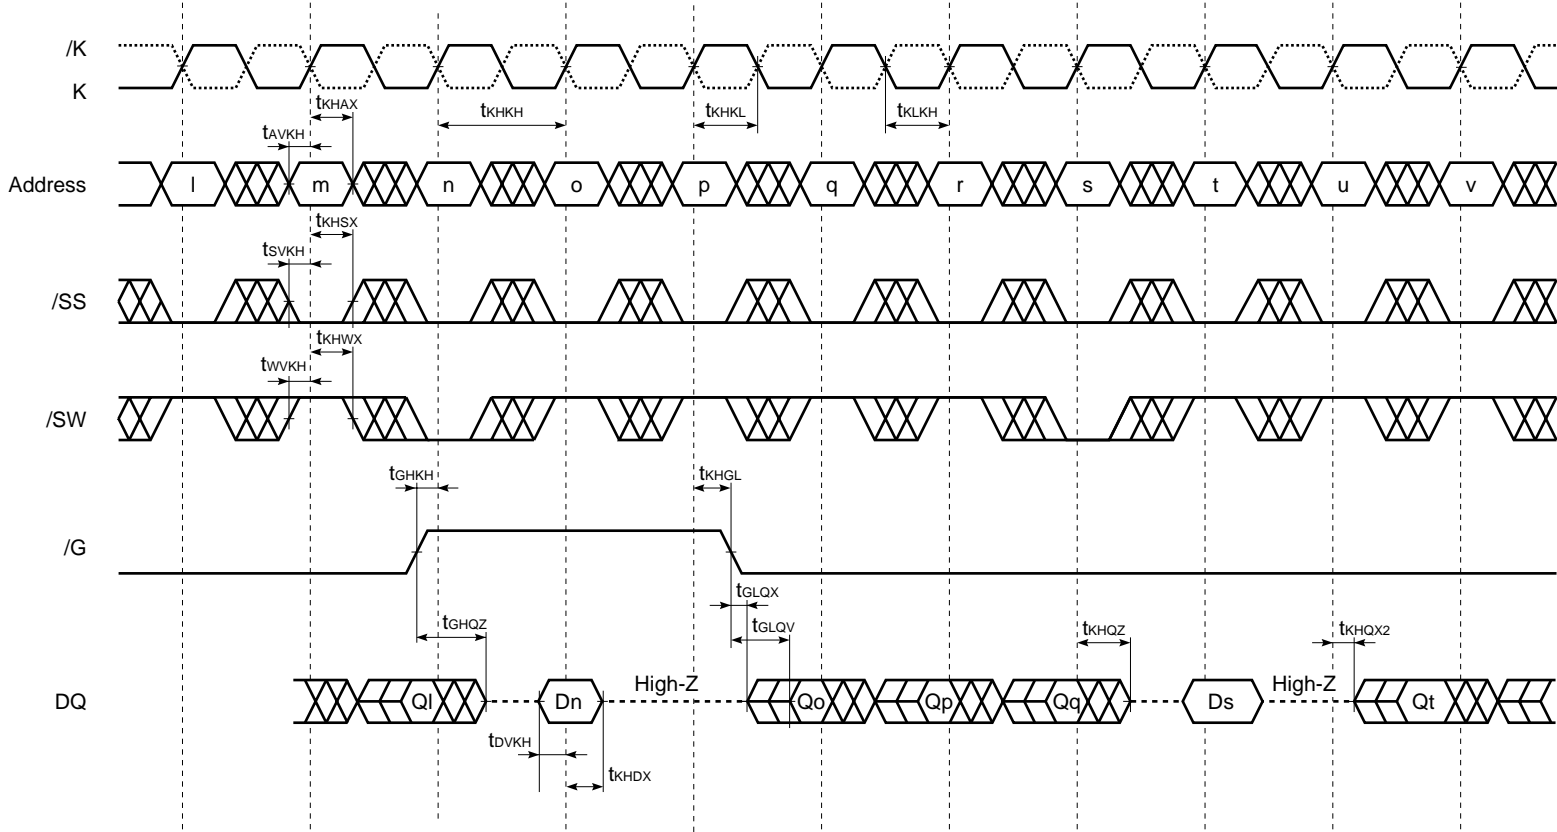 /K
K
tKHAX
tAVKH
tKHKH
tKHKL
tKLKH
Address
l m n o p q r s t u v
tKHSX
tSVKH
/SS
tKHWX
tWVKH
/SW
tGHKH
tKHGL
/G
tGLQX
tGHQZ
tGLQV
tKHQZ
tKHQX2
DQ
Ql Dn High-Z Qo Qp Qq Ds High-Z Qt
tDVKH
tKHDX